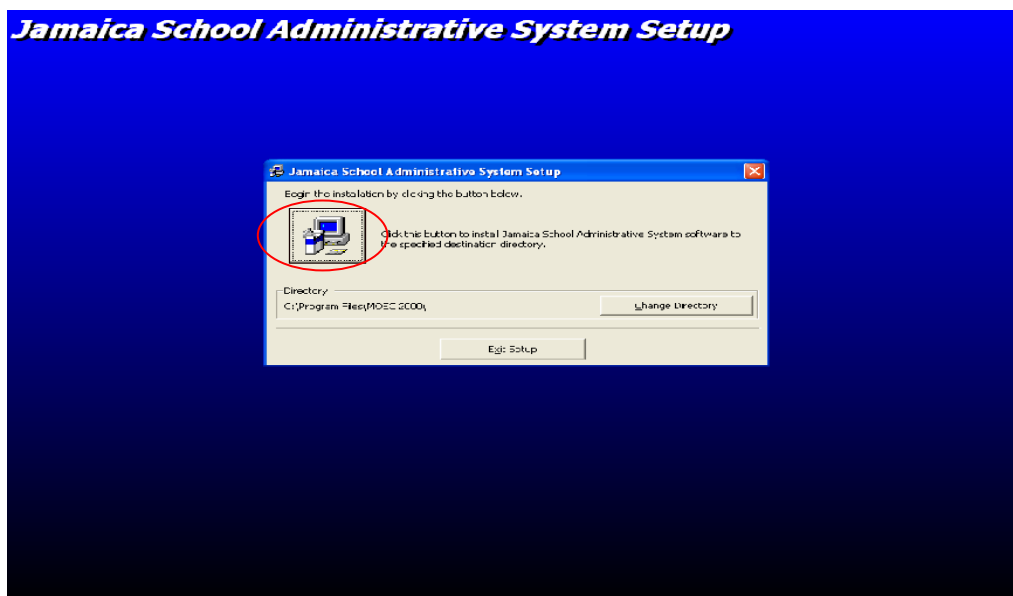 Jamaica School Administrative System Setup
Jamaica School Administrative System Setup
Begin the installation by clicking the button below.
Click this button to install Jamaica School Administrative System software to
the specified destination directory.
Directory
C:\Program Files\MOEC 2000\
Change Directory
Exit Setup